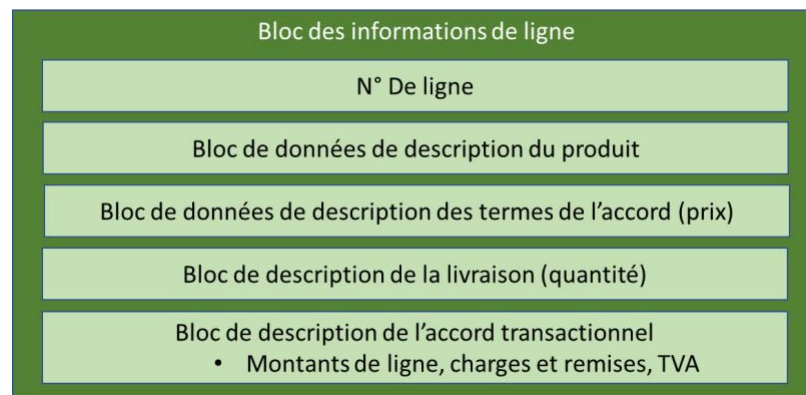 Bloc des informations de ligne
N° De ligne
Bloc de données de description du produit
Bloc de données de description des termes de l'accord (prix)
Bloc de description de la livraison (quantité)
Bloc de description de l'accord transactionnel
• Montants de ligne, charges et remises, TVA